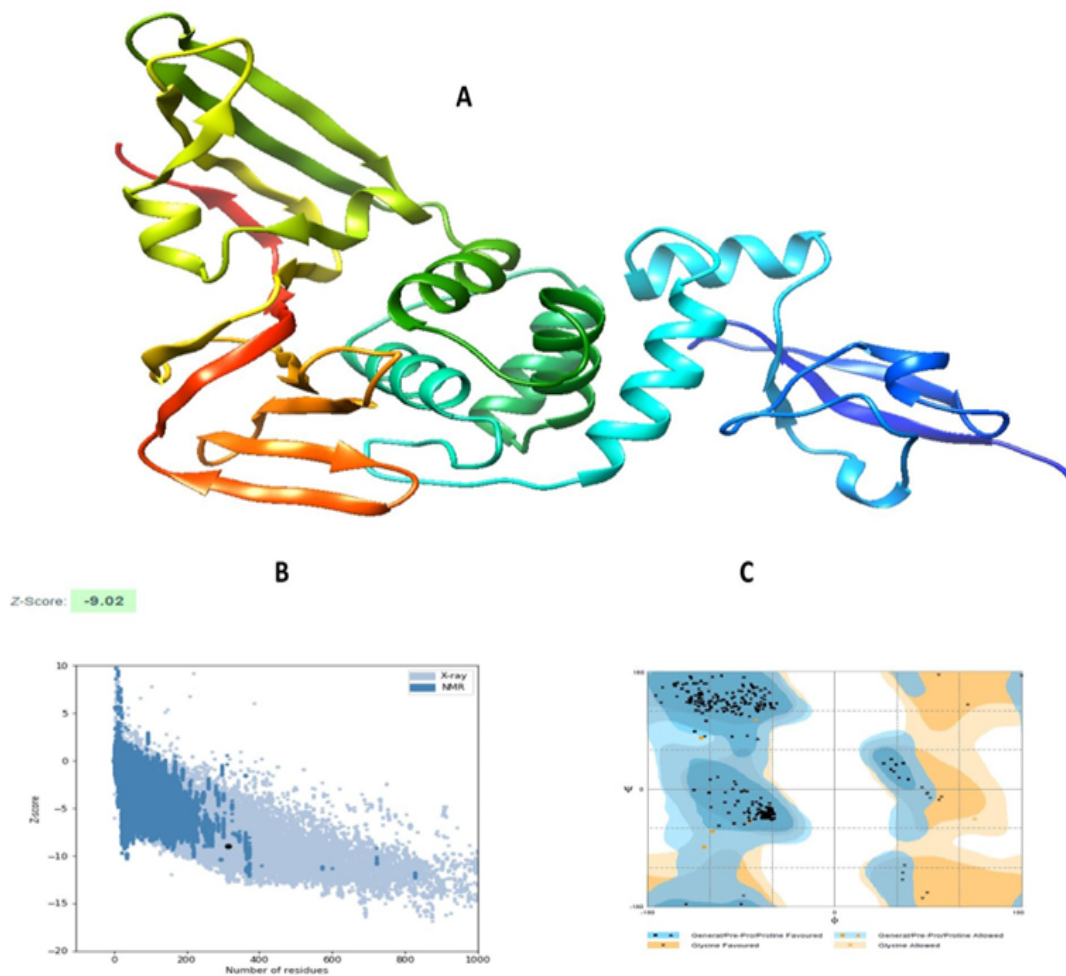 A
B
C
Z-Score: -9.02
10
5
0
-5
-10
-15
-20
0
200
400
600
800
1000
Z-score
Number of residues
X-ray
NMR
180
0
-180
Ψ
-180
0
180
Φ
General/Pre-Pro/Proline Favoured
General/Pre-Pro/Proline Allowed
Glycine Favoured
Glycine Allowed